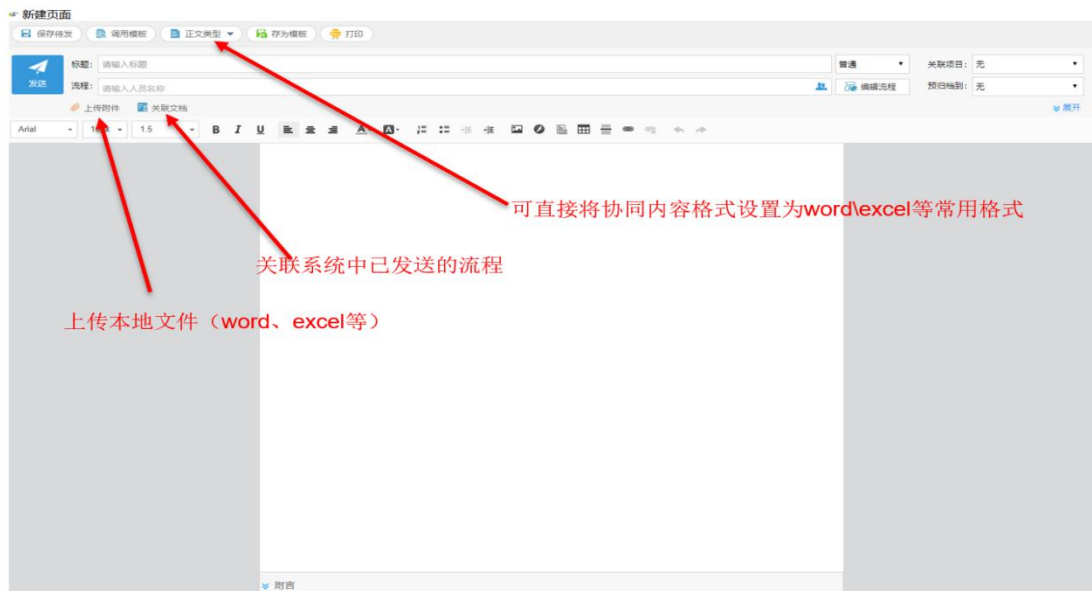 新建页面
保存待发 调用模板 正文类型 存为模板 打印
发送 标题： 请输入标题 普通 关联项目： 无
流程： 请输入人员名称 编辑流程 预归档到： 无
上传附件 关联文档 展开
Arial 1.5 B I U
可直接将协同内容格式设置为word\excel等常用格式
关联系统中已发送的流程
上传本地文件（word、excel等）
附言